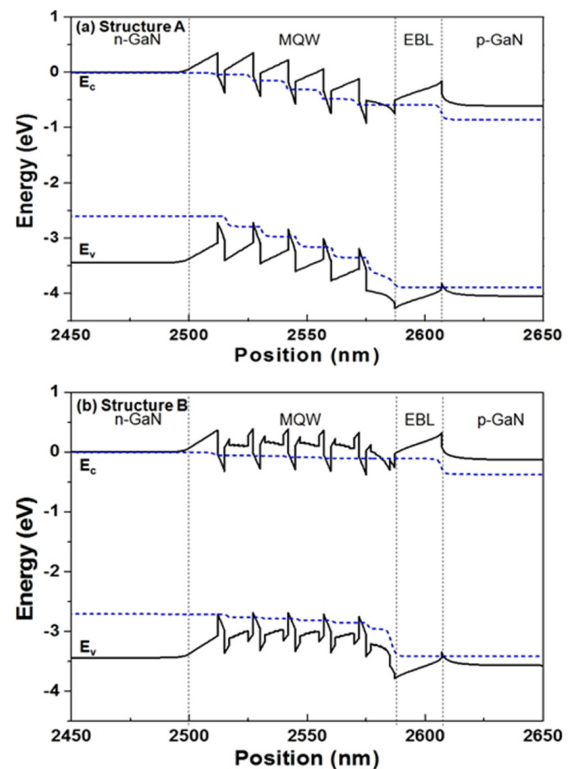 (a) Structure A
n-GaN MQW EBL p-GaN
1
0
-1
-2
-3
-4
Energy (eV)
Ec
Ev
2450 2500 2550 2600 2650
Position (nm)
(b) Structure B
n-GaN MQW EBL p-GaN
1
0
-1
-2
-3
-4
Energy (eV)
Ec
Ev
2450 2500 2550 2600 2650
Position (nm)